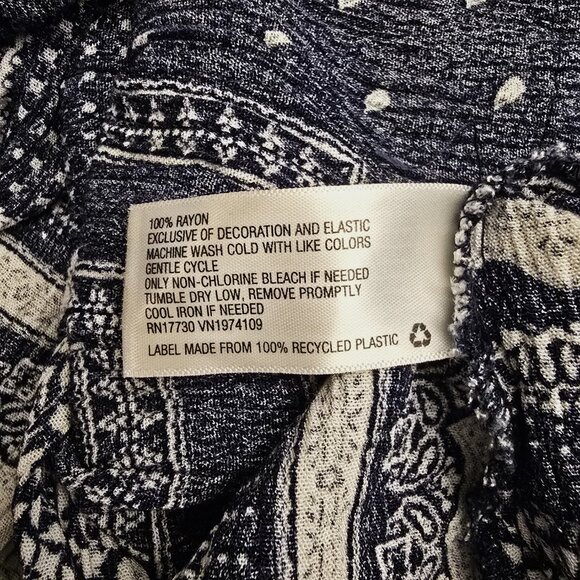 100% RAYON
EXCLUSIVE OF DECORATION AND ELASTIC
MACHINE WASH COLD WITH LIKE COLORS
GENTLE CYCLE
ONLY NON-CHLORINE BLEACH IF NEEDED
TUMBLE DRY LOW, REMOVE PROMPTLY
COOL IRON IF NEEDED
RN17730 VN1974109
LABEL MADE FROM 100% RECYCLED PLASTIC